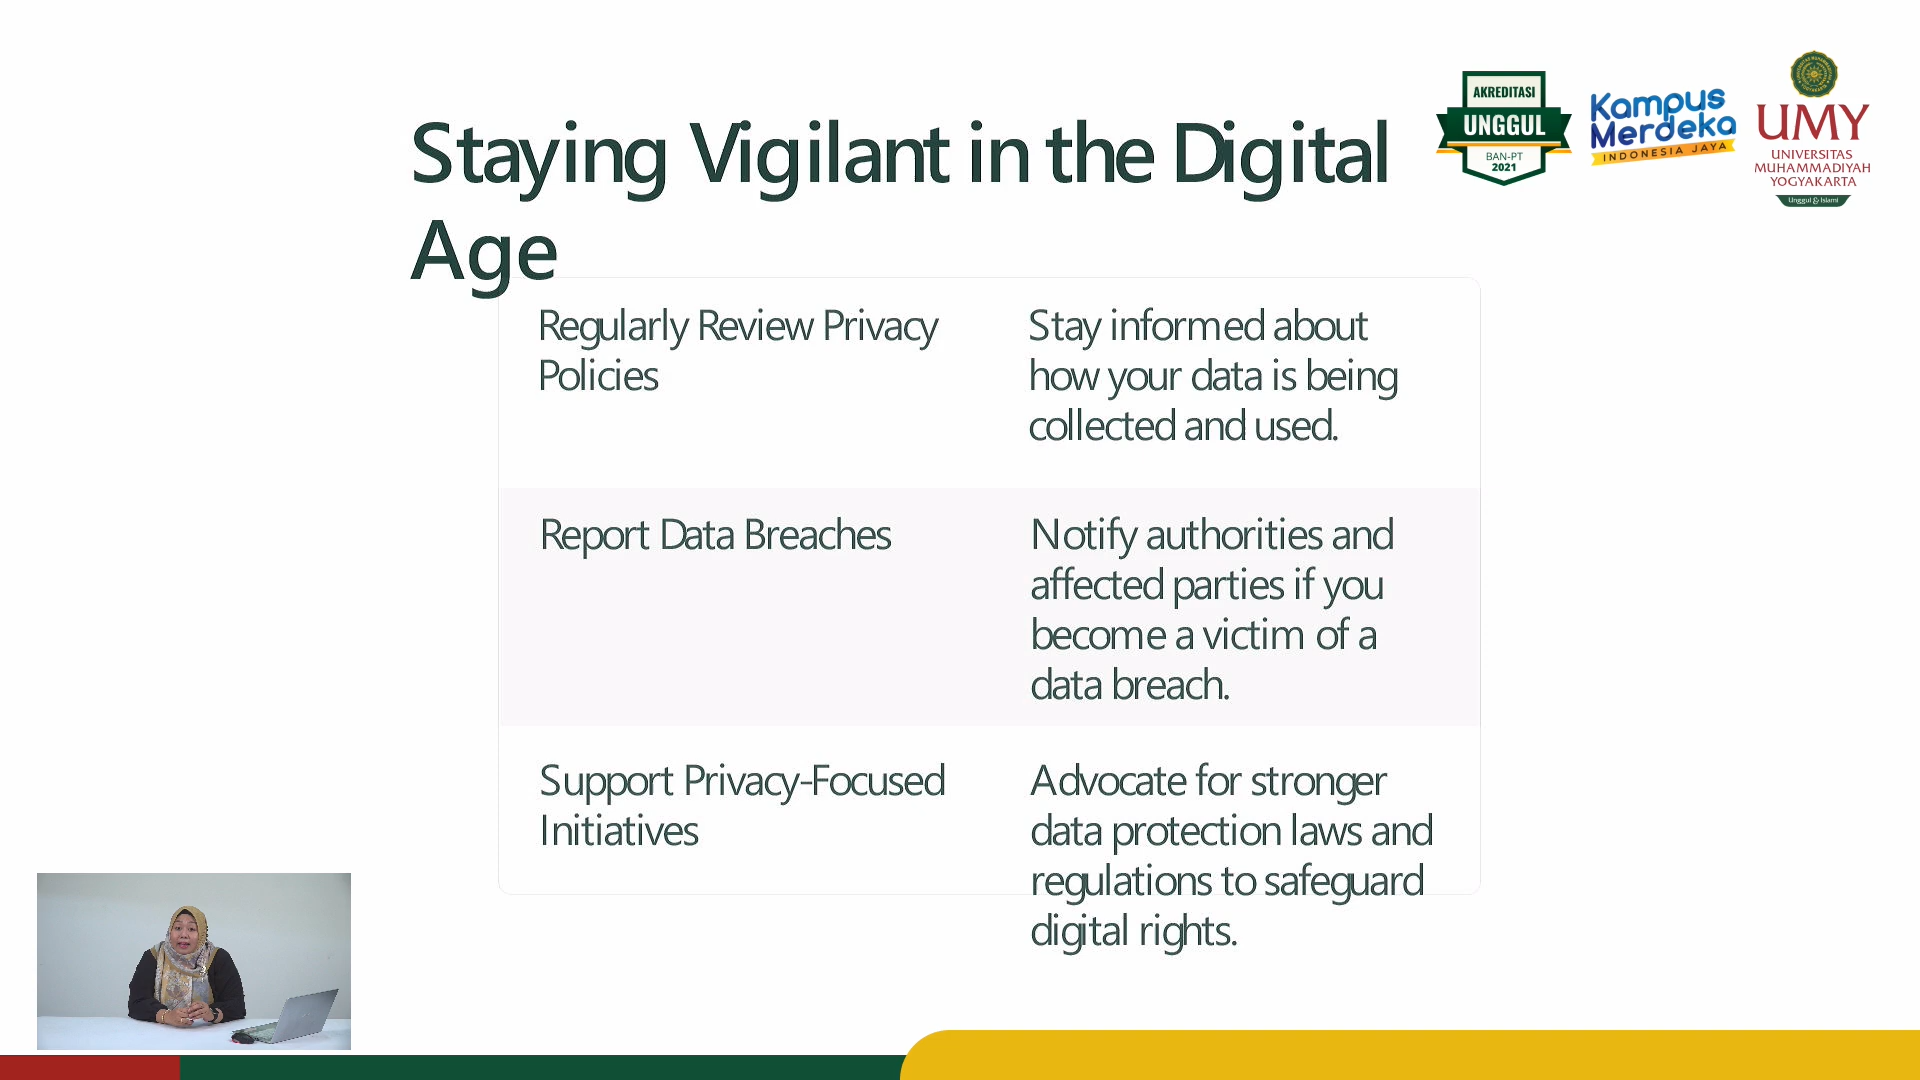 Staying Vigilant in the Digital
Age
AKREDITASI
UNGGUL
BAN-PT
2021
Kampus
Merdeka
INDONESIA JAYA
UMY
UNIVERSITAS
MUHAMMADIYAH
YOGYAKARTA
Unggul & Islami
Regularly Review Privacy
Policies
Stay informed about
how your data is being
collected and used.
Report Data Breaches
Notify authorities and
affected parties if you
become a victim of a
data breach.
Support Privacy-Focused
Initiatives
Advocate for stronger
data protection laws and
regulations to safeguard
digital rights.